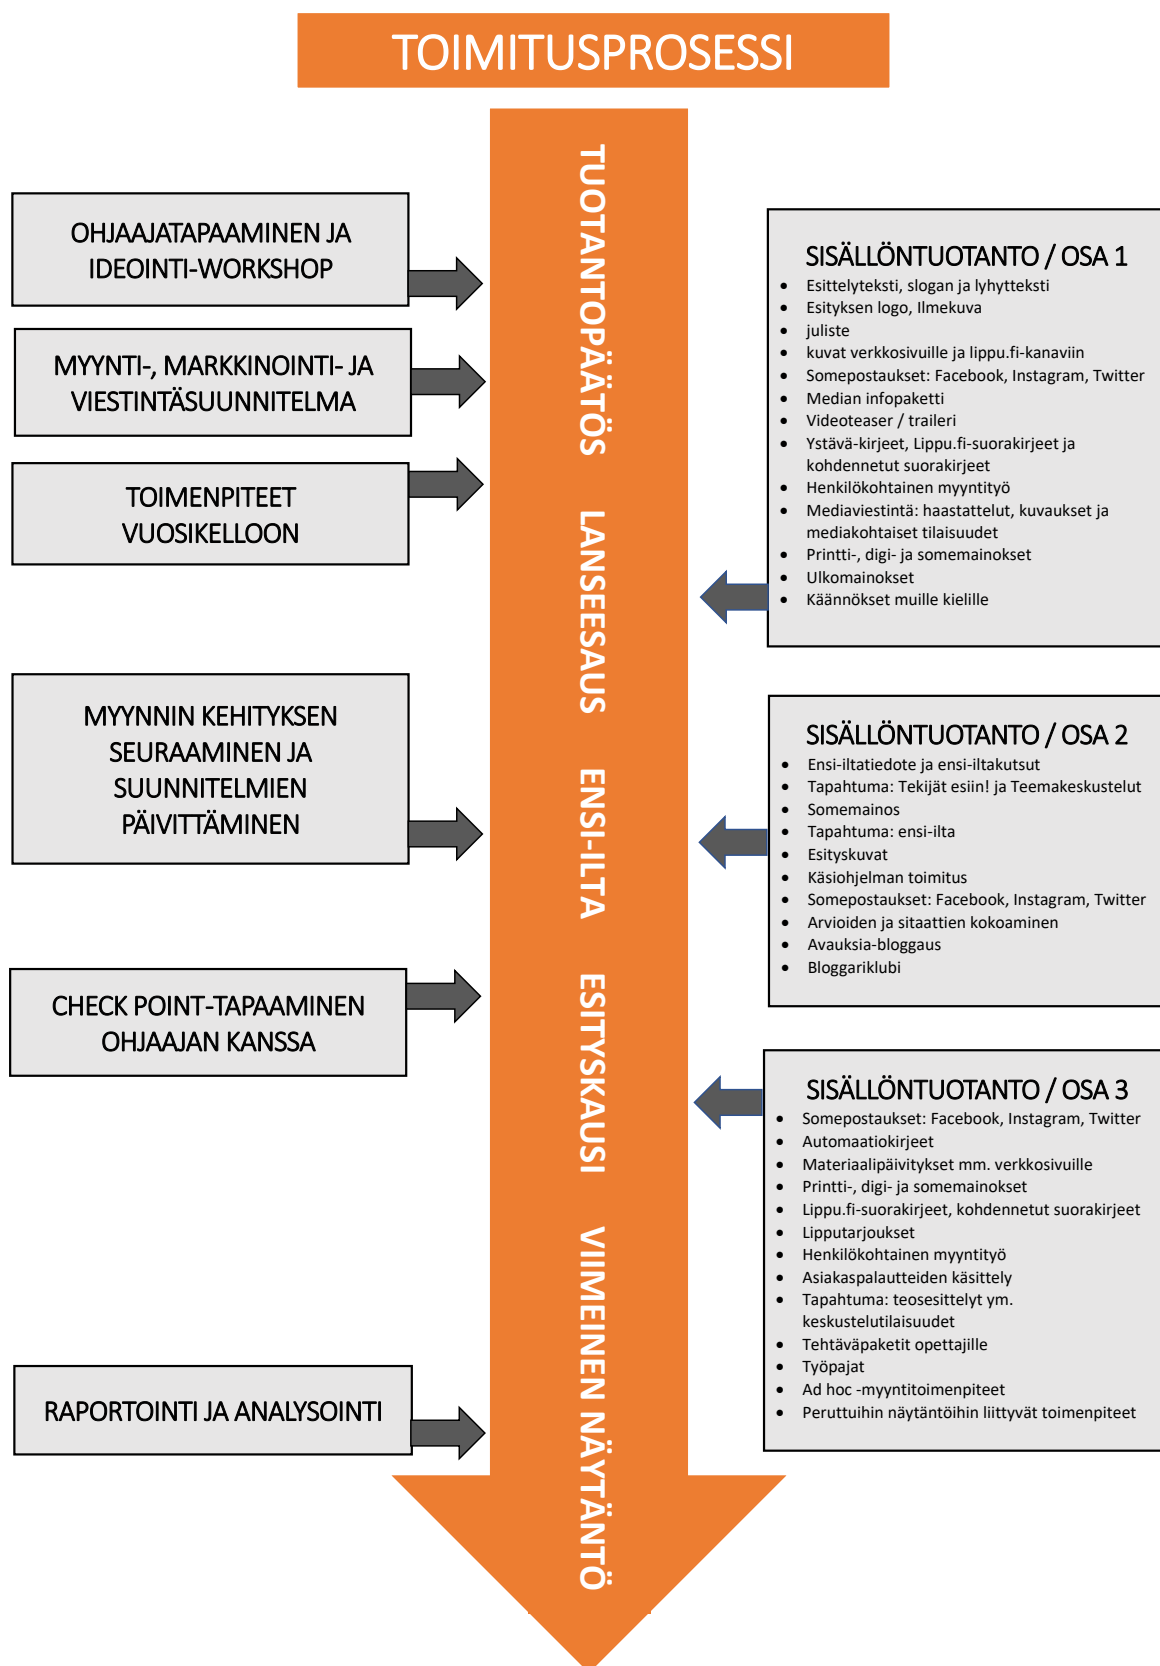 TOIMITUSPROSESSI
TUOTANTOPÄÄTÖS
LANSEESAUS
ENSI-ILTA
ESITYSKAUSI
VIIMEINEN NÄYTÄNTÖ
OHJAAJATAPAAMINEN JA
IDEOINTI-WORKSHOP
MYYNTI-, MARKKINOINTI- JA
VIESTINTÄSUUNNITELMA
TOIMENPITEET
VUOSIKELLOON
MYYNNIN KEHITYKSEN
SEURAAMINEN JA
SUUNNITELMIEN
PÄIVITTÄMINEN
CHECK POINT-TAPAAMINEN
OHJAAJAN KANSSA
RAPORTOINTI JA ANALYSOINTI
SISÄLLÖNTUOTANTO / OSA 1
• Esittelyteksti, slogan ja lyhytteksti
• Esityksen logo, Ilmekuva
• juliste
• kuvat verkkosivuille ja lippu.fi-kanaviin
• Somepostaukset: Facebook, Instagram, Twitter
• Median infopaketti
• Videoteaser / traileri
• Ystävä-kirjeet, Lippu.fi-suorakirjeet ja
kohdennetut suorakirjeet
• Henkilökohtainen myyntityö
• Mediaviestintä: haastattelut, kuvaukset ja
mediakohtaiset tilaisuudet
• Printti-, digi- ja somemainokset
• Ulkomainokset
• Käännökset muille kielille
SISÄLLÖNTUOTANTO / OSA 2
• Ensi-iltatiedote ja ensi-iltakutsut
• Tapahtuma: Tekijät esiin! ja Teemakeskustelut
• Somemainos
• Tapahtuma: ensi-ilta
• Esityskuvat
• Käsiohjelman toimitus
• Somepostaukset: Facebook, Instagram, Twitter
• Arvioiden ja sitaattien kokoaminen
• Avauksia-bloggaus
• Bloggariklubi
SISÄLLÖNTUOTANTO / OSA 3
• Somepostaukset: Facebook, Instagram, Twitter
• Automaatiokirjeet
• Materiaalipäivitykset mm. verkkosivuille
• Printti-, digi- ja somemainokset
• Lippu.fi-suorakirjeet, kohdennetut suorakirjeet
• Lipputarjoukset
• Henkilökohtainen myyntityö
• Asiakaspalautteiden käsittely
• Tapahtuma: teosesittelyt ym.
keskustelutilaisuudet
• Tehtäväpaketit opettajille
• Työpajat
• Ad hoc -myyntitoimenpiteet
• Peruttuihin näytäntöihin liittyvät toimenpiteet